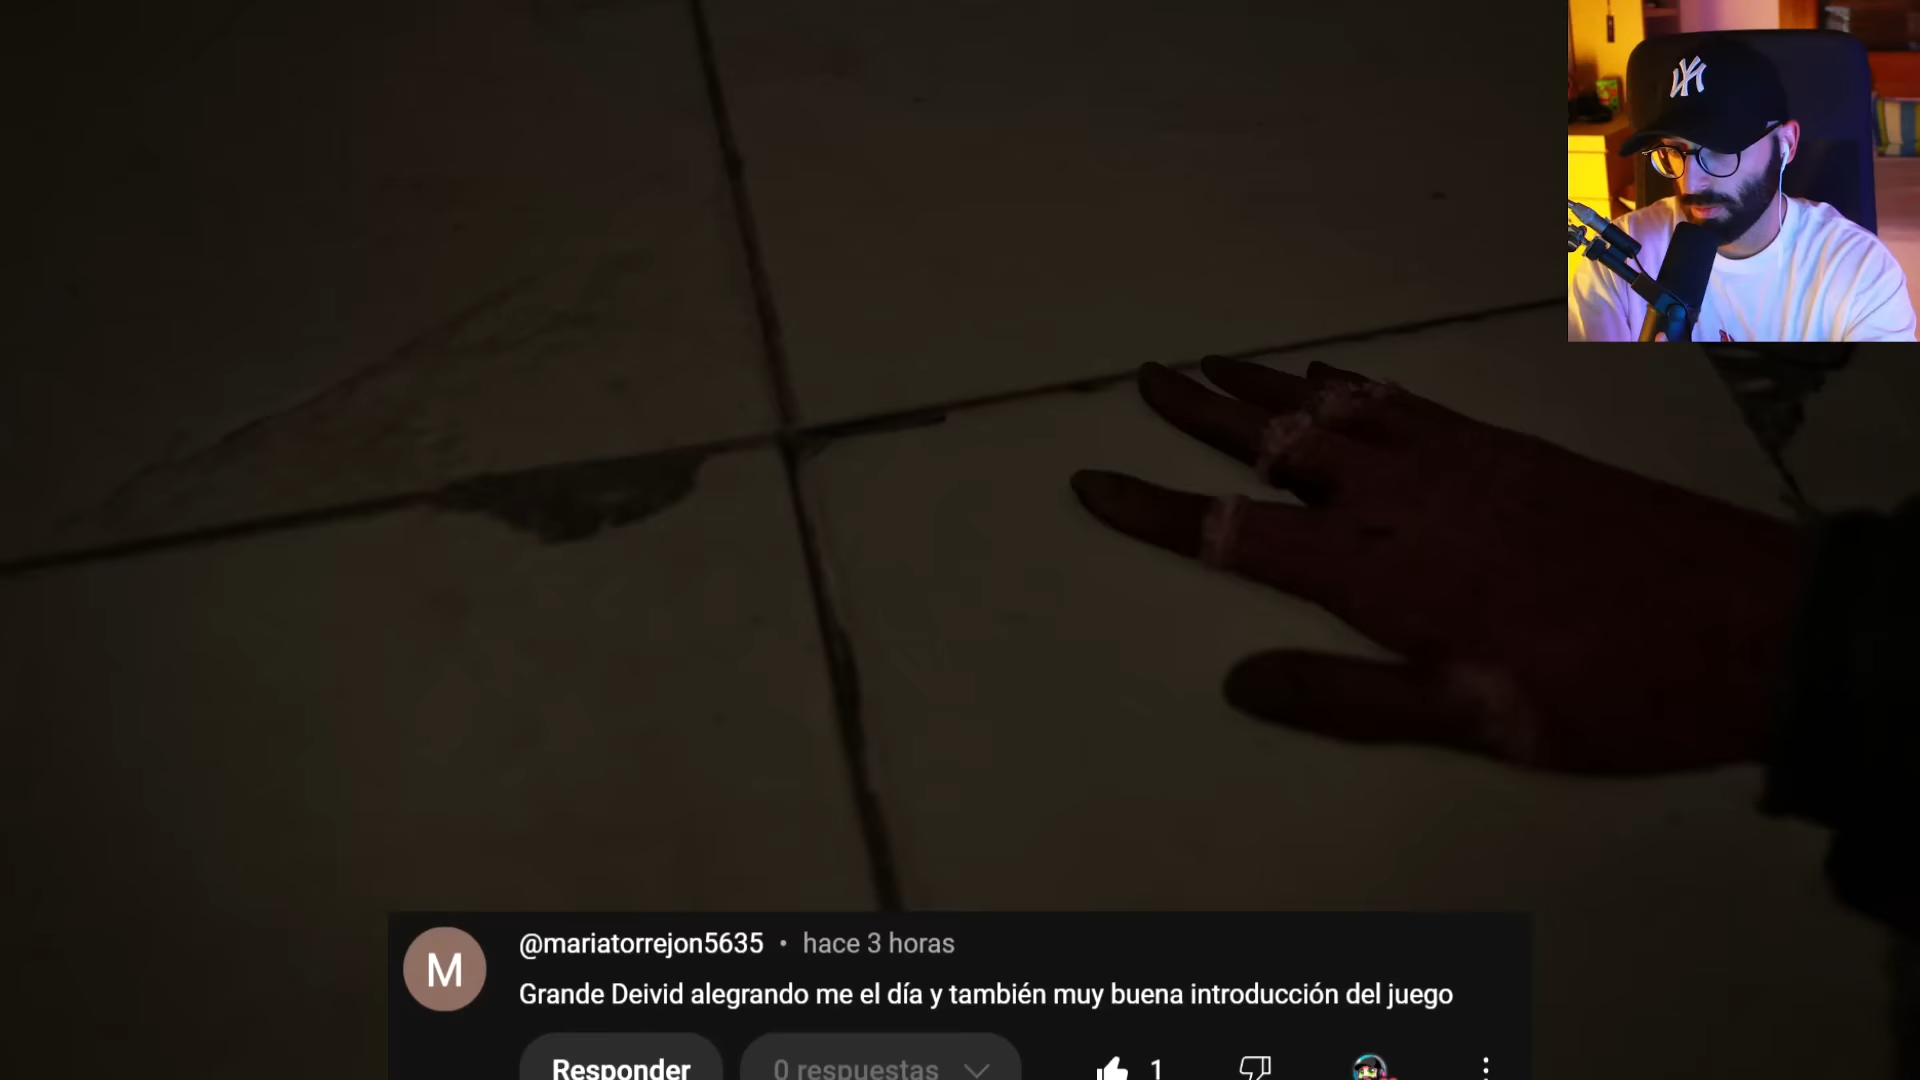 NY
@mariatorrejon5635 • hace 3 horas
M
Grande Deivid alegrando me el día y también muy buena introducción del juego
Responder
0 respuestas
1